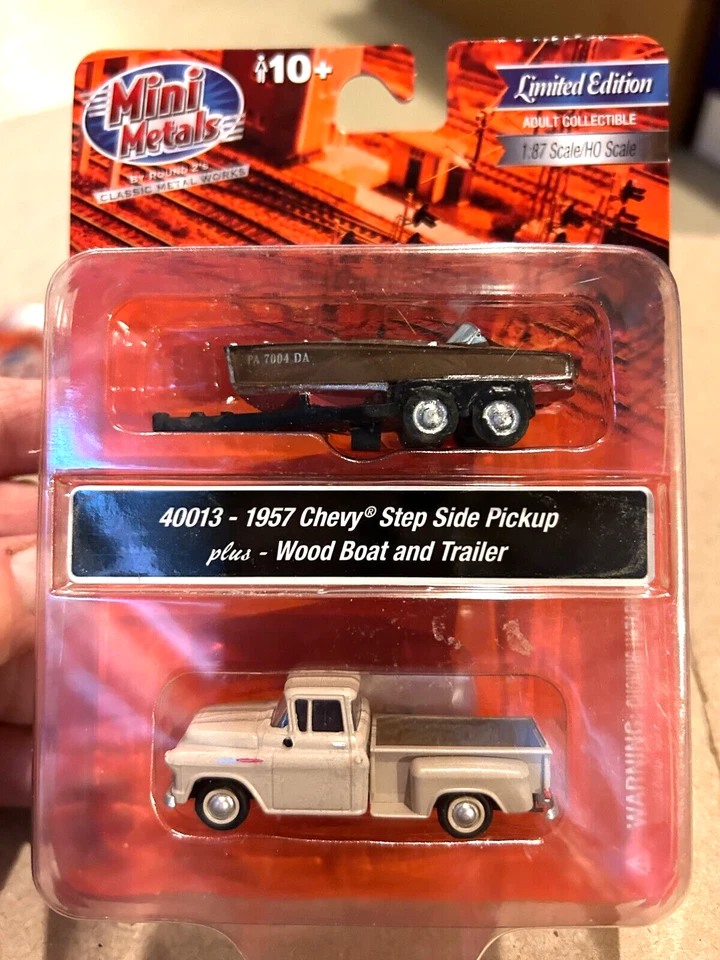 Mini
Metals
BY ROUND 2's
CLASSIC METAL WORKS
10+
Limited Edition
ADULT COLLECTIBLE
1:87 Scale/HO Scale
PA 7004 DA
40013 - 1957 Chevy® Step Side Pickup
plus - Wood Boat and Trailer
WARNING: